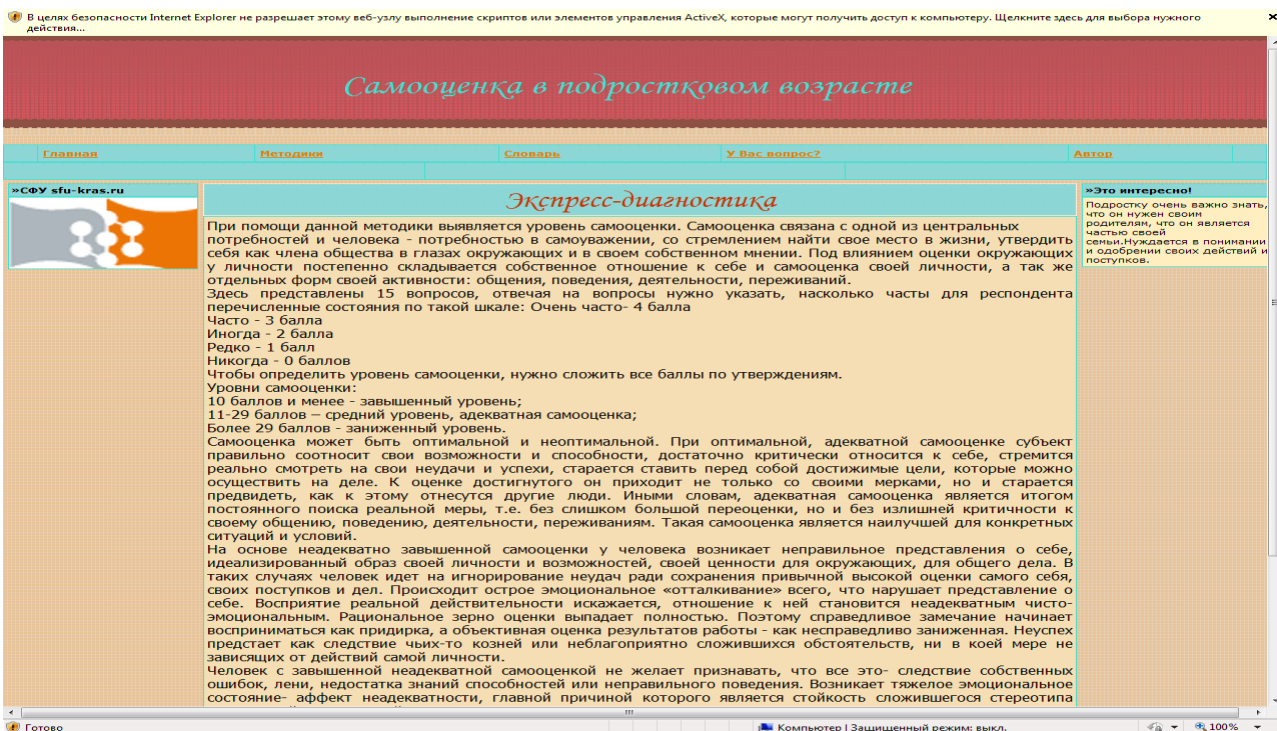 В целях безопасности Internet Explorer не разрешает этому веб-узлу выполнение скриптов или элементов управления ActiveX, которые могут получить доступ к компьютеру. Щелкните здесь для выбора нужного
действия...
Самооценка в подростковом возрасте
Главная
Методики
Словарь
У Вас вопрос?
Автор
»СФУ sfu-kras.ru
Экспресс-диагностика
При помощи данной методики выявляется уровень самооценки. Самооценка связана с одной из центральных
потребностей и человека - потребностью в самоуважении, со стремлением найти свое место в жизни, утвердить
себя как члена общества в глазах окружающих и в своем собственном мнении. Под влиянием оценки окружающих
у личности постепенно складывается собственное отношение к себе и самооценка своей личности, а так же
отдельных форм своей активности: общения, поведения, деятельности, переживаний.
Здесь представлены 15 вопросов, отвечая на вопросы нужно указать, насколько часты для респондента
перечисленные состояния по такой шкале: Очень часто- 4 балла
Часто - 3 балла
Иногда - 2 балла
Редко - 1 балл
Никогда - 0 баллов
Чтобы определить уровень самооценки, нужно сложить все баллы по утверждениям.
Уровни самооценки:
10 баллов и менее - завышенный уровень;
11-29 баллов – средний уровень, адекватная самооценка;
Более 29 баллов - заниженный уровень.
Самооценка может быть оптимальной и неоптимальной. При оптимальной, адекватной самооценке субъект
правильно соотносит свои возможности и способности, достаточно критически относится к себе, стремится
реально смотреть на свои неудачи и успехи, старается ставить перед собой достижимые цели, которые можно
осуществить на деле. К оценке достигнутого он приходит не только со своими мерками, но и старается
предвидеть, как к этому отнесутся другие люди. Иными словам, адекватная самооценка является итогом
постоянного поиска реальной меры, т.е. без слишком большой переоценки, но и без излишней критичности к
своему общению, поведению, деятельности, переживаниям. Такая самооценка является наилучшей для конкретных
ситуаций и условий.
На основе неадекватно завышенной самооценки у человека возникает неправильное представления о себе,
идеализированный образ своей личности и возможностей, своей ценности для окружающих, для общего дела. В
таких случаях человек идет на игнорирование неудач ради сохранения привычной высокой оценки самого себя,
своих поступков и дел. Происходит острое эмоциональное «отталкивание» всего, что нарушает представление о
себе. Восприятие реальной действительности искажается, отношение к ней становится неадекватным чисто-
эмоциональным. Рациональное зерно оценки выпадает полностью. Поэтому справедливое замечание начинает
восприниматься как придирка, а объективная оценка результатов работы - как несправедливо заниженная. Неуспех
предстает как следствие чьих-то козней или неблагоприятно сложившихся обстоятельств, ни в коей мере не
зависящих от действий самой личности.
Человек с завышенной неадекватной самооценкой не желает признавать, что все это- следствие собственных
ошибок, лени, недостатка знаний способностей или неправильного поведения. Возникает тяжелое эмоциональное
состояние- аффект неадекватности, главной причиной которого является стойкость сложившегося стереотипа
»Это интересно!
Подростку очень важно знать,
что он нужен своим
родителям, что он является
частью своей
семьи.Нуждается в понимании
и одобрении своих действий и
поступков.
Готово
Компьютер | Защищенный режим: выкл.
100%